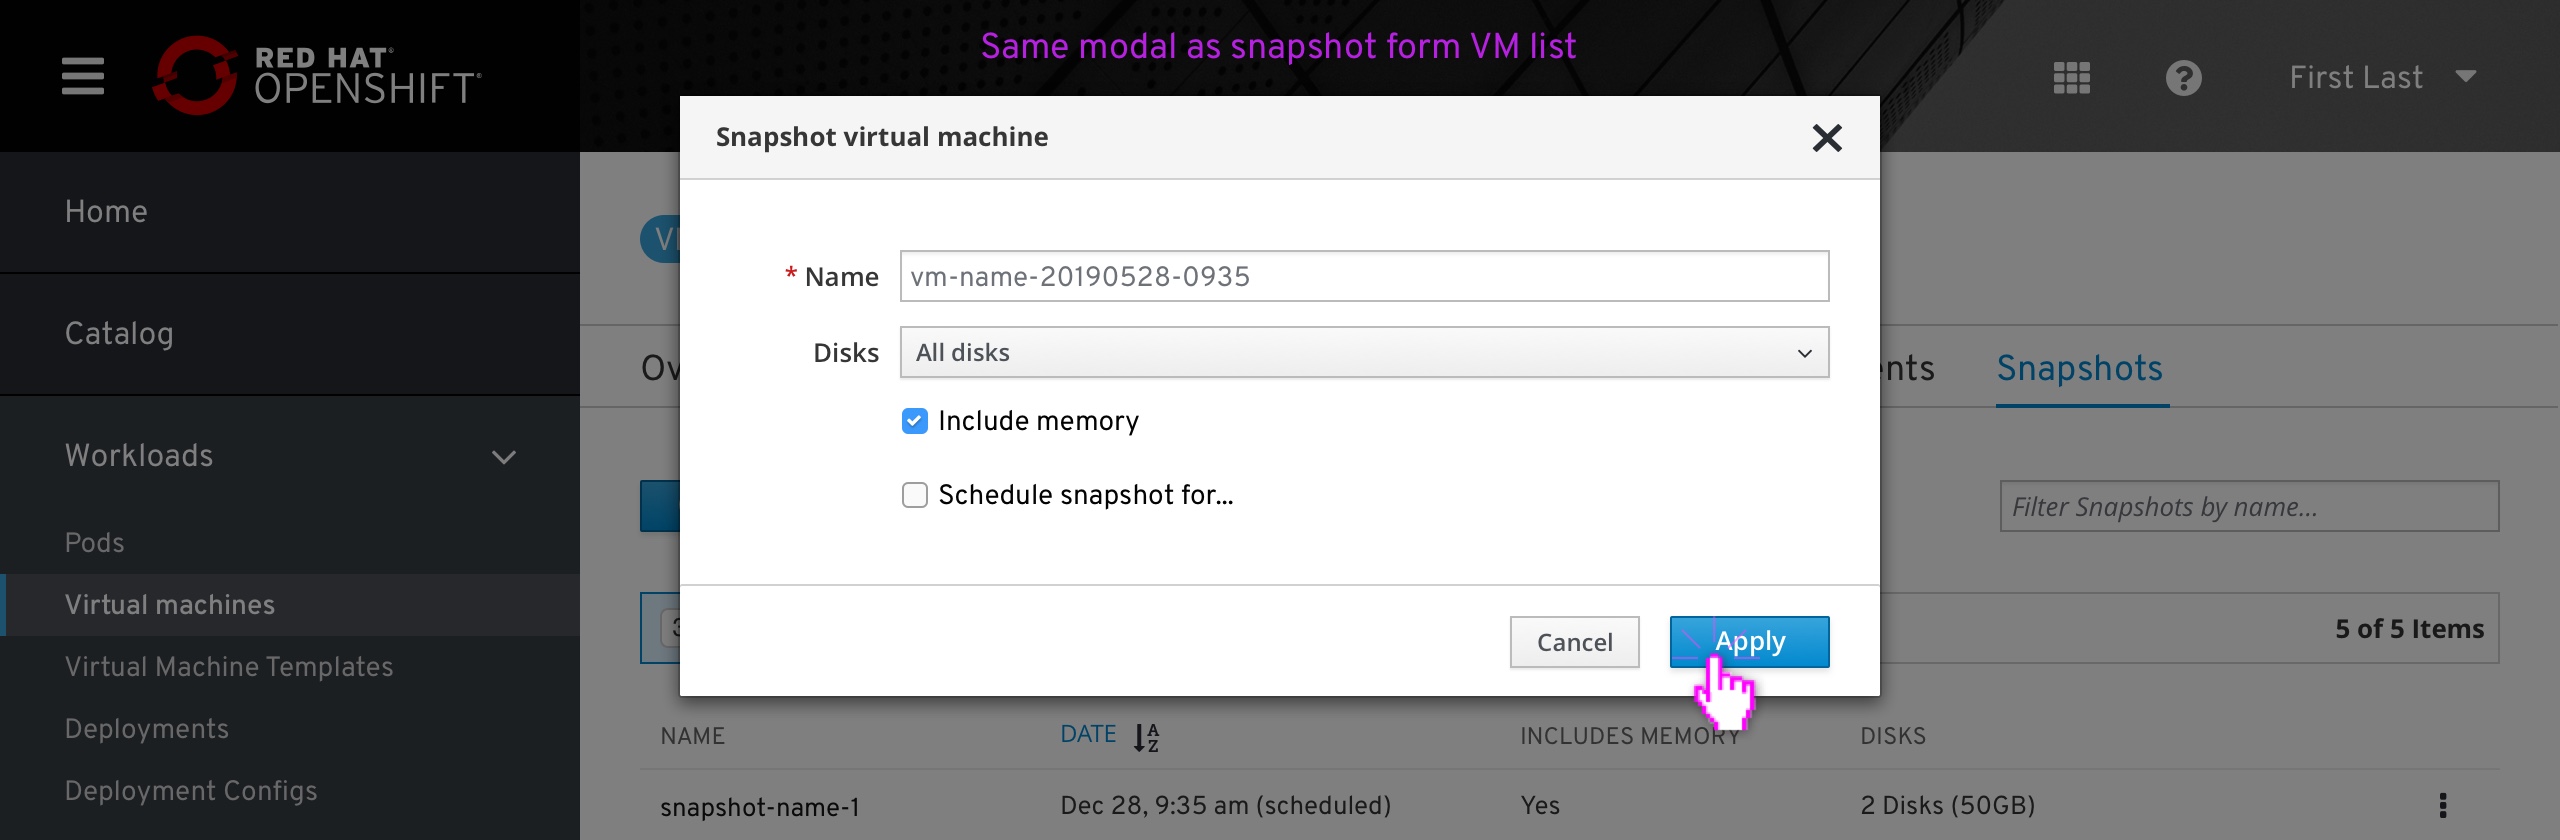 Same modal as snapshot form VM list
RED HAT
OPENSHIFT
First Last
Snapshot virtual machine
Home
* Name
vm-name-20190528-0935
Catalog
Disks
All disks
Snapshots
Include memory
Workloads
Schedule snapshot for...
Filter Snapshots by name...
Pods
Virtual machines
5 of 5 Items
Cancel
Apply
Virtual Machine Templates
Deployments
NAME
DATE
INCLUDES MEMORY
DISKS
Deployment Configs
snapshot-name-1
Dec 28, 9:35 am (scheduled)
Yes
2 Disks (50GB)